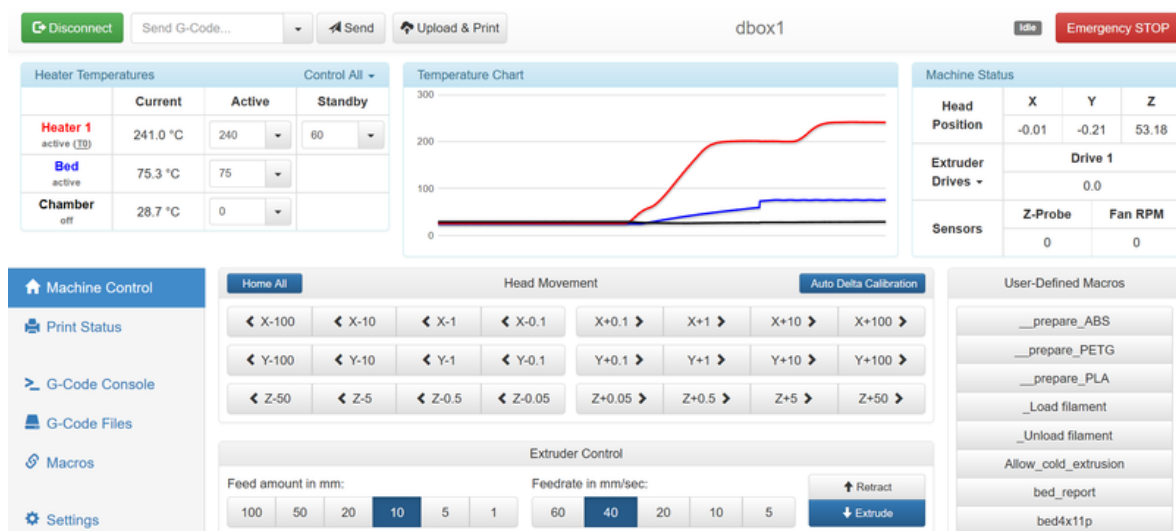 Disconnect Send G-Code... Send Upload & Print dbox1 Idle Emergency STOP
Heater Temperatures Control All
Current Active Standby
Heater 1 241.0 °C 240 60
active (T0)
Bed 75.3 °C 75
active
Chamber 28.7 °C 0
off
Temperature Chart
300
200
100
0
Machine Status
Head Position X Y Z
-0.01 -0.21 53.18
Extruder Drives Drive 1
0.0
Sensors Z-Probe Fan RPM
0 0
Machine Control
Print Status
G-Code Console
G-Code Files
Macros
Settings
Home All Head Movement Auto Delta Calibration
X-100 X-10 X-1 X-0.1 X+0.1 X+1 X+10 X+100
Y-100 Y-10 Y-1 Y-0.1 Y+0.1 Y+1 Y+10 Y+100
Z-50 Z-5 Z-0.5 Z-0.05 Z+0.05 Z+0.5 Z+5 Z+50
Extruder Control
Feed amount in mm: Feedrate in mm/sec: Retract
100 50 20 10 5 1 60 40 20 10 5 Extrude
User-Defined Macros
__prepare_ABS
__prepare_PETG
__prepare_PLA
_Load filament
_Unload filament
Allow_cold_extrusion
bed_report
bed4x11p